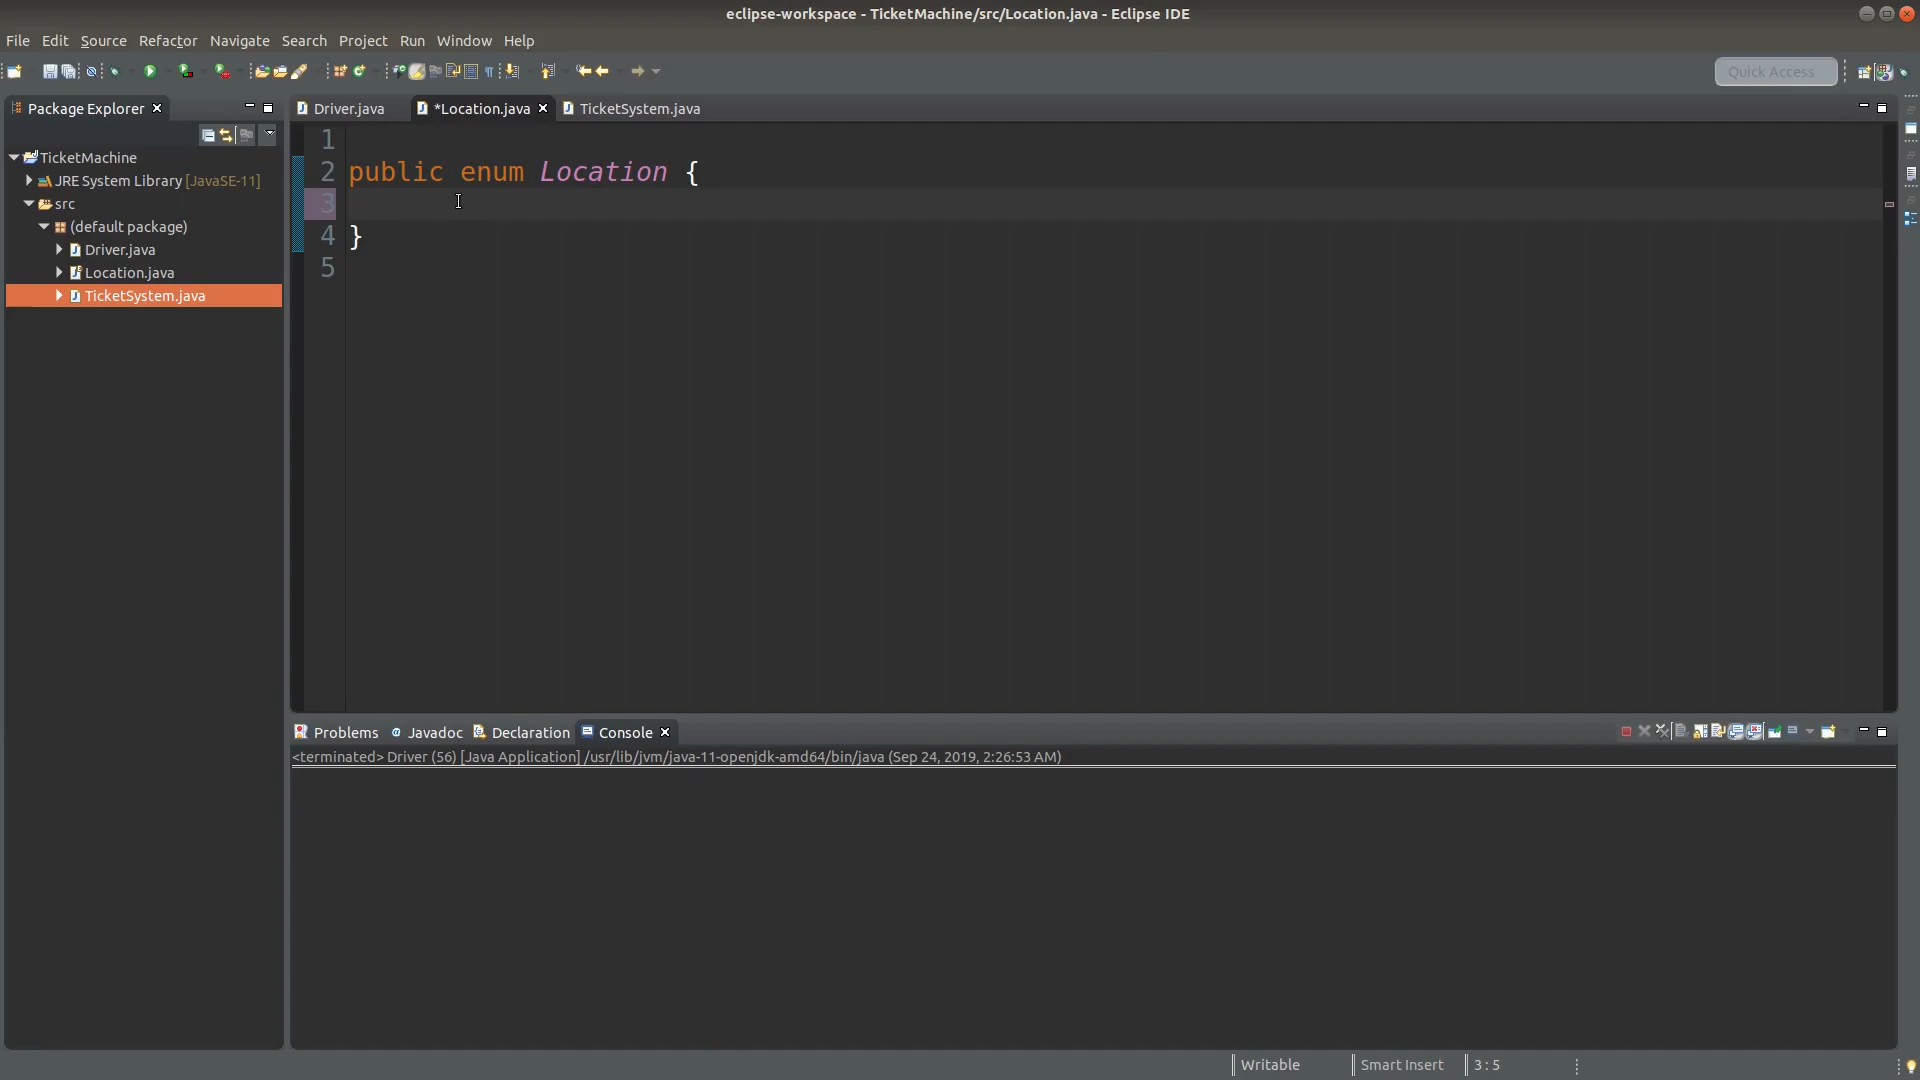 eclipse-workspace - TicketMachine/src/Location.java - Eclipse IDE
File Edit Source Refactor Navigate Search Project Run Window Help
Quick Access
Package Explorer
Driver.java *Location.java TicketSystem.java
TicketMachine
JRE System Library [JavaSE-11]
src
(default package)
Driver.java
Location.java
TicketSystem.java
1
2 public enum Location {
3
4 }
5
Problems Javadoc Declaration Console
<terminated> Driver (56) [Java Application] /usr/lib/jvm/java-11-openjdk-amd64/bin/java (Sep 24, 2019, 2:26:53 AM)
Writable Smart Insert 3 : 5